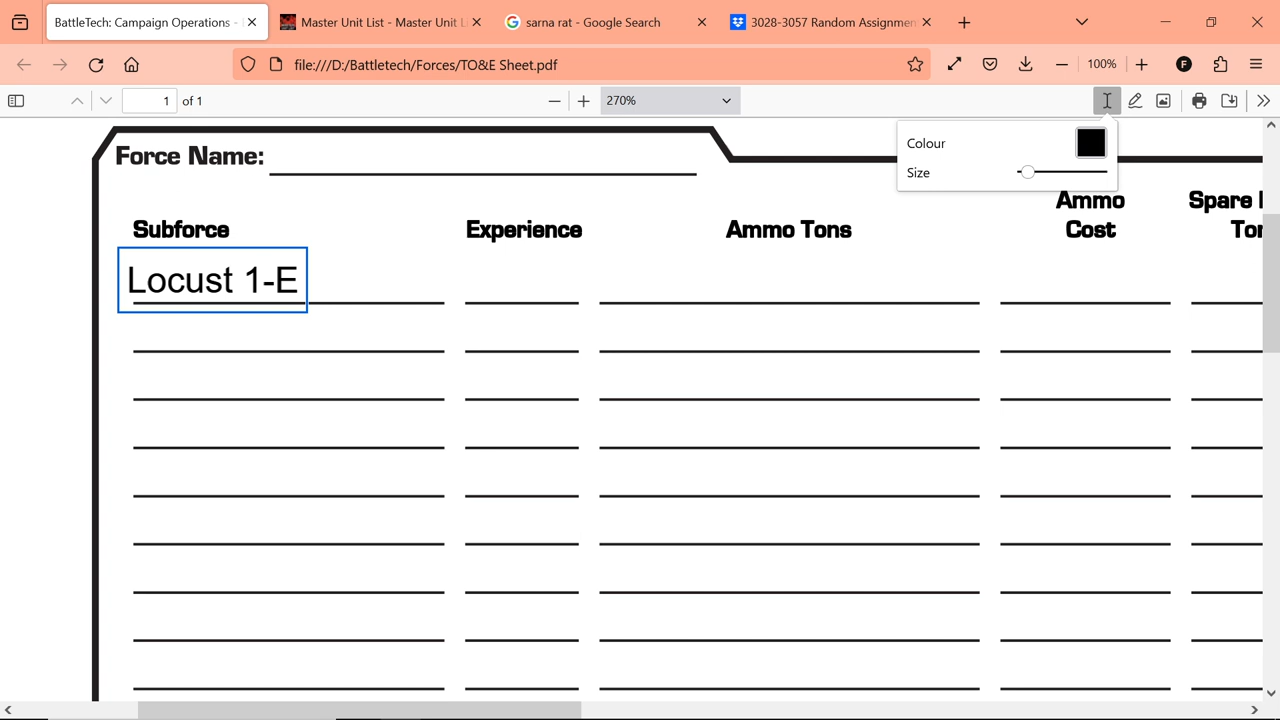 BattleTech: Campaign Operations -
Master Unit List - Master Unit Li
sarna rat - Google Search
3028-3057 Random Assignmen
file:///D:/Battletech/Forces/TO&E Sheet.pdf
100%
F
1 of 1
270%
Colour
Size
Force Name:
Subforce
Experience
Ammo Tons
Ammo
Cost
Spare
Locust 1-E